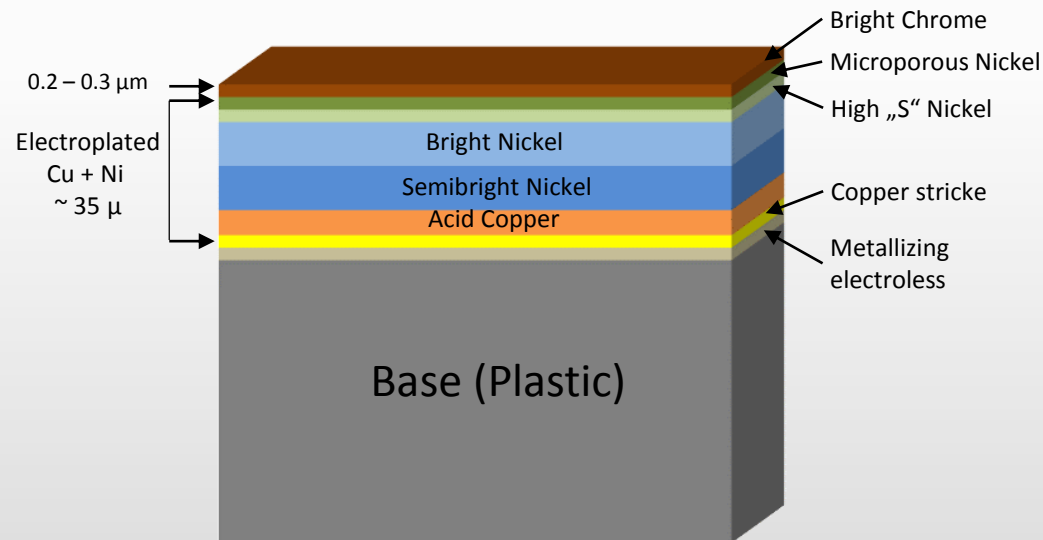 Bright Chrome
Microporous Nickel
0.2 – 0.3 µm
High „S“ Nickel
Electroplated
Cu + Ni
~ 35 µ
Bright Nickel
Semibright Nickel
Copper stricke
Acid Copper
Metallizing
electroless
Base (Plastic)